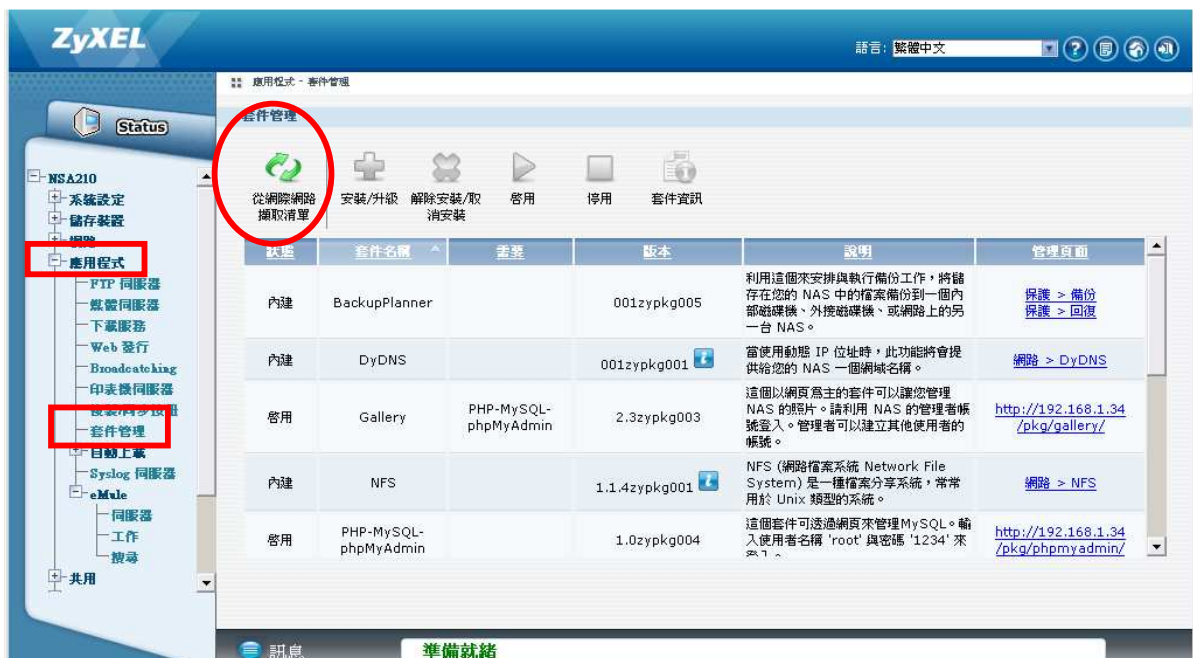 ZyXEL
語言: 繁體中文
應用程式 - 套件管理
Status
套件管理
從網際網路
擷取清單
安裝/升級
解除安裝/取
消安裝
啓用
停用
套件資訊
NSA210
系統設定
儲存裝置
網路
應用程式
FTP 伺服器
媒體伺服器
下載服務
Web 發行
Broadcatching
印表機伺服器
複製/同步按鈕
套件管理
自動上載
Syslog 伺服器
eMule
伺服器
工作
搜尋
共用
狀態 套件名稱 需要 版本 說明 管理頁面
內建 BackupPlanner 001zypkg005
利用這個來安排與執行備份工作，將儲
存在您的 NAS 中的檔案備份到一個內
部磁碟機、外接磁碟機、或網路上的另
一台 NAS。
保護 > 備份
保護 > 回復
內建 DyDNS 001zypkg001
當使用動態 IP 位址時，此功能將會提
供給您的 NAS 一個網域名稱。
網路 > DyDNS
啓用 Gallery
PHP-MySQL-
phpMyAdmin
2.3zypkg003
這個以網頁爲主的套件可以讓您管理
NAS 的照片。請利用 NAS 的管理者帳
號登入。管理者可以建立其他使用者的
帳號。
http://192.168.1.34
/pkg/gallery/
內建 NFS 1.1.4zypkg001
NFS (網路檔案系統 Network File
System) 是一種檔案分享系統，常常
用於 Unix 類型的系統。
網路 > NFS
啓用
PHP-MySQL-
phpMyAdmin
1.0zypkg004
這個套件可透過網頁來管理MySQL。輸
入使用者名稱 'root' 與密碼 '1234' 來
登入。
http://192.168.1.34
/pkg/phpmyadmin/
訊息
準備就緒